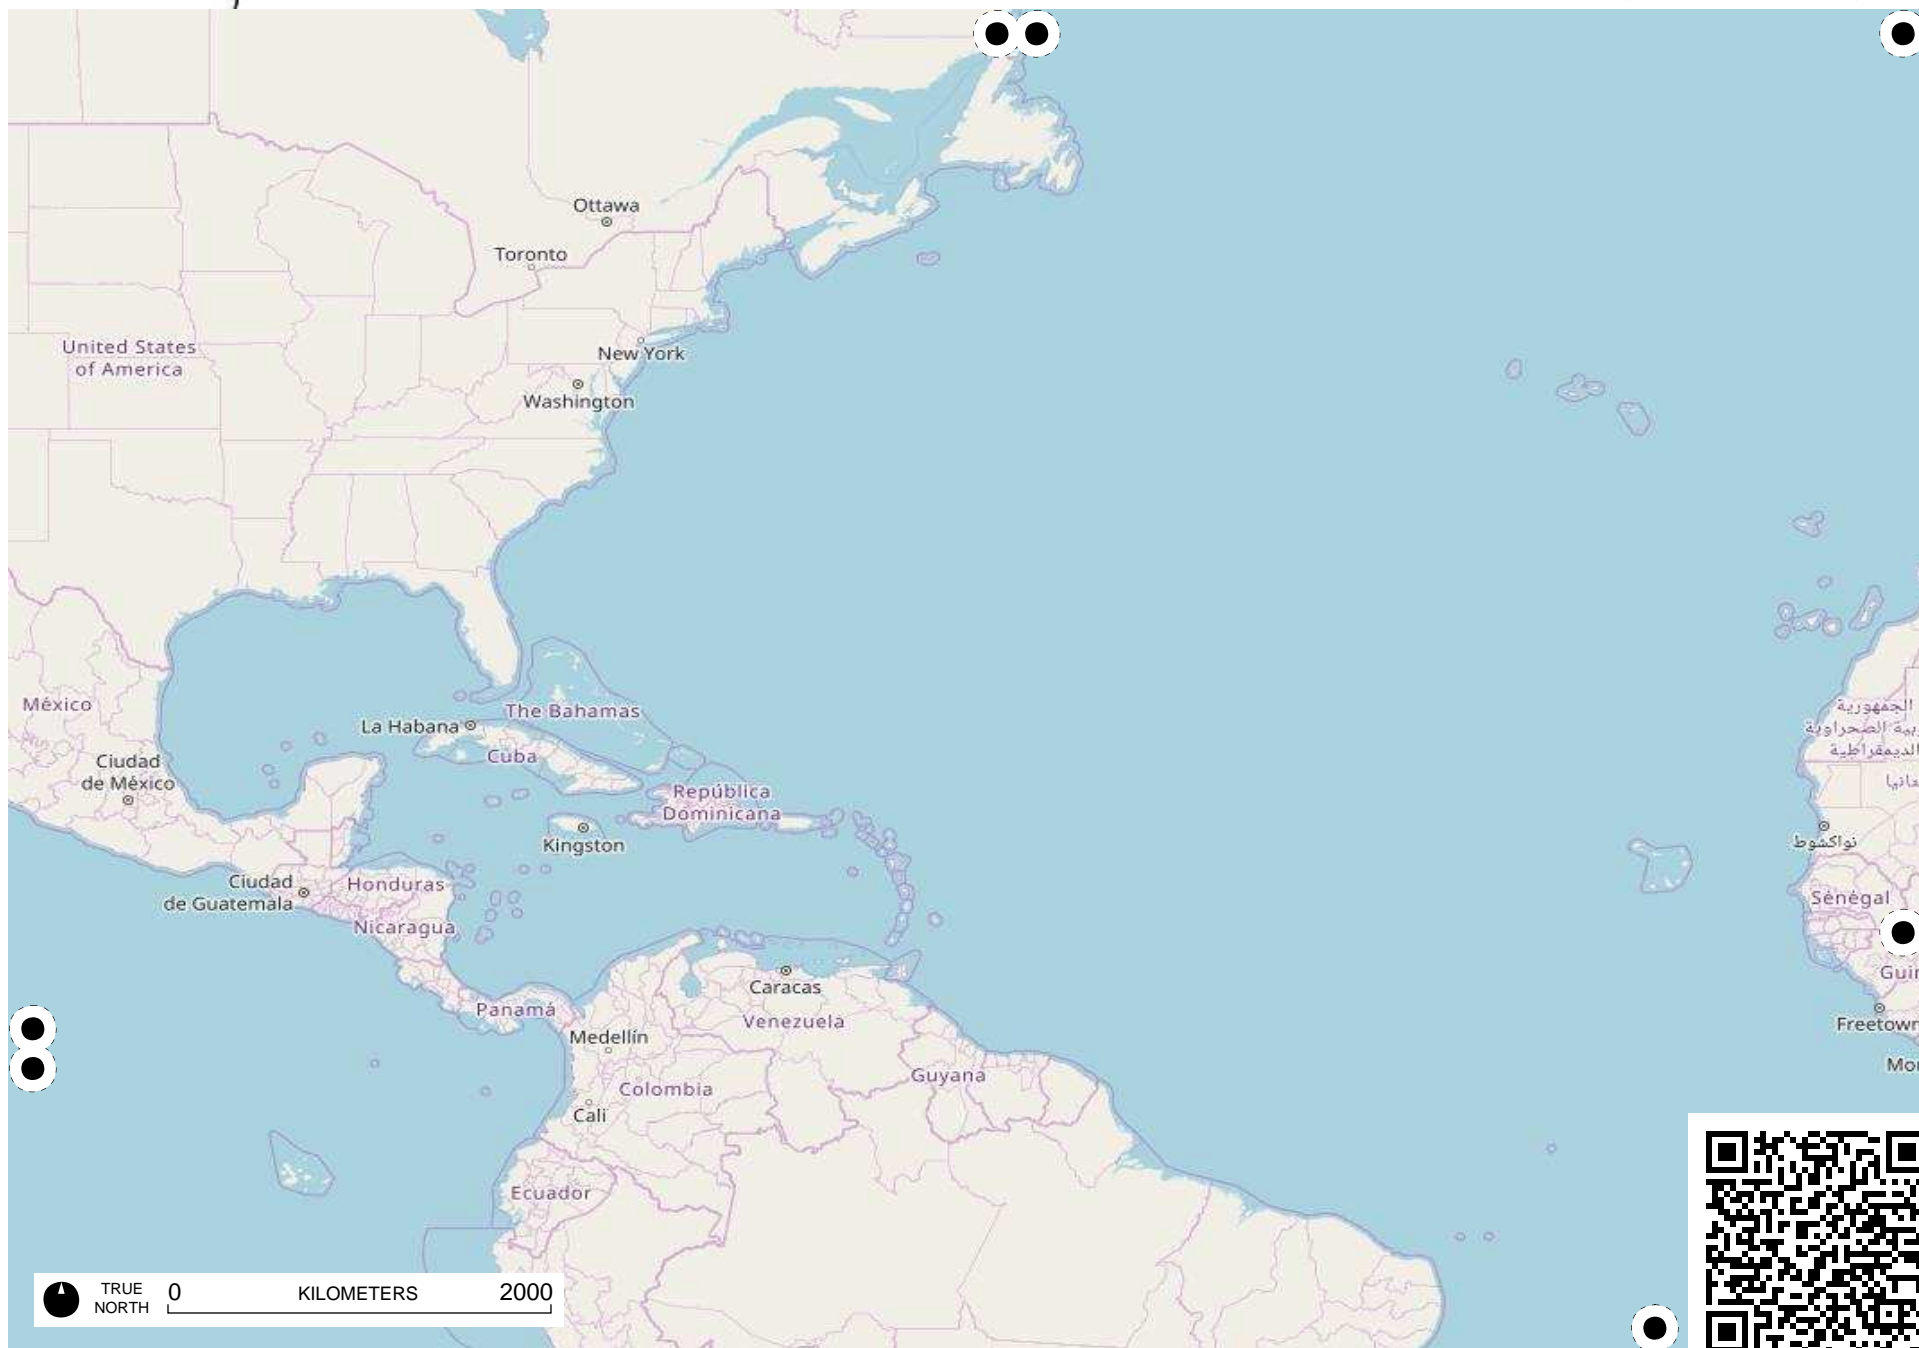 Ottawa
Toronto
United States
of America
New York
Washington
México
La Habana
The Bahamas
Cuba
Ciudad
de México
República
Dominicana
Kingston
الجمهورية
الديمقراطية
نواكشوط
Ciudad
de Guatemala
Honduras
Nicaragua
Sénégal
Caracas
Panamá
Venezuela
Medellín
Freetown
Guyana
Colombia
Cali
Ecuador
TRUE
NORTH
0
KILOMETERS
2000